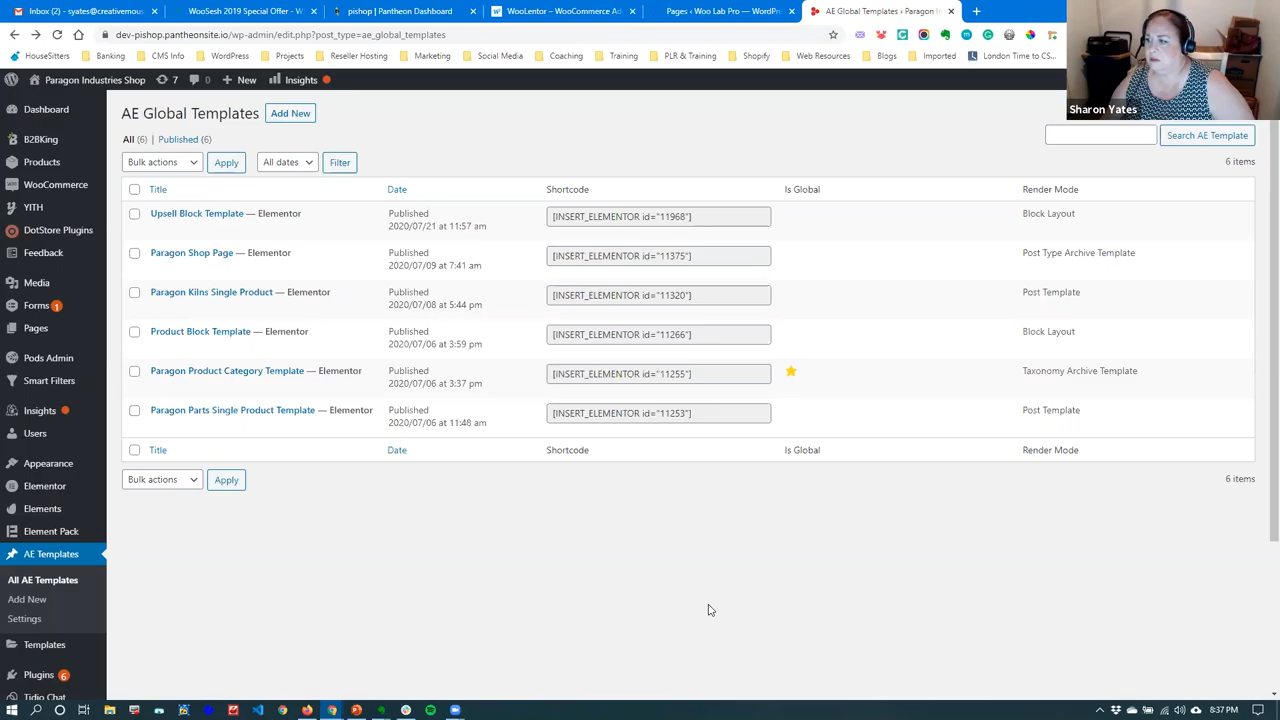 Inbox (2) - syates@creativemous
WooSesh 2019 Special Offer - W
pishop | Pantheon Dashboard
WooLentor – WooCommerce Ad
Pages ‹ Woo Lab Pro — WordPr
AE Global Templates ‹ Paragon I
dev-pishop.pantheonsite.io/wp-admin/edit.php?post_type=ae_global_templates
HouseSitters
Banking
CMS Info
WordPress
Projects
Reseller Hosting
Marketing
Social Media
Coaching
Training
PLR & Training
Shopify
Web Resources
Blogs
Imported
London Time to CS...
Paragon Industries Shop
7
0
New
Insights
Sharon Yates
Dashboard
B2BKing
Products
WooCommerce
YITH
DotStore Plugins
Feedback
Media
Forms 1
Pages
Pods Admin
Smart Filters
Insights
Users
Appearance
Elementor
Elements
Element Pack
AE Templates
All AE Templates
Add New
Settings
Templates
Plugins 6
Tidio Chat
AE Global Templates Add New
All (6) | Published (6)
Search AE Template
Bulk actions Apply All dates Filter
6 items
Title Date Shortcode Is Global Render Mode
Upsell Block Template — Elementor Published [INSERT_ELEMENTOR id="11968"] Block Layout
2020/07/21 at 11:57 am
Paragon Shop Page — Elementor Published [INSERT_ELEMENTOR id="11375"] Post Type Archive Template
2020/07/09 at 7:41 am
Paragon Kilns Single Product — Elementor Published [INSERT_ELEMENTOR id="11320"] Post Template
2020/07/08 at 5:44 pm
Product Block Template — Elementor Published [INSERT_ELEMENTOR id="11266"] Block Layout
2020/07/06 at 3:59 pm
Paragon Product Category Template — Elementor Published [INSERT_ELEMENTOR id="11255"] Taxonomy Archive Template
2020/07/06 at 3:37 pm
Paragon Parts Single Product Template — Elementor Published [INSERT_ELEMENTOR id="11253"] Post Template
2020/07/06 at 11:48 am
Title Date Shortcode Is Global Render Mode
Bulk actions Apply
6 items
8:37 PM